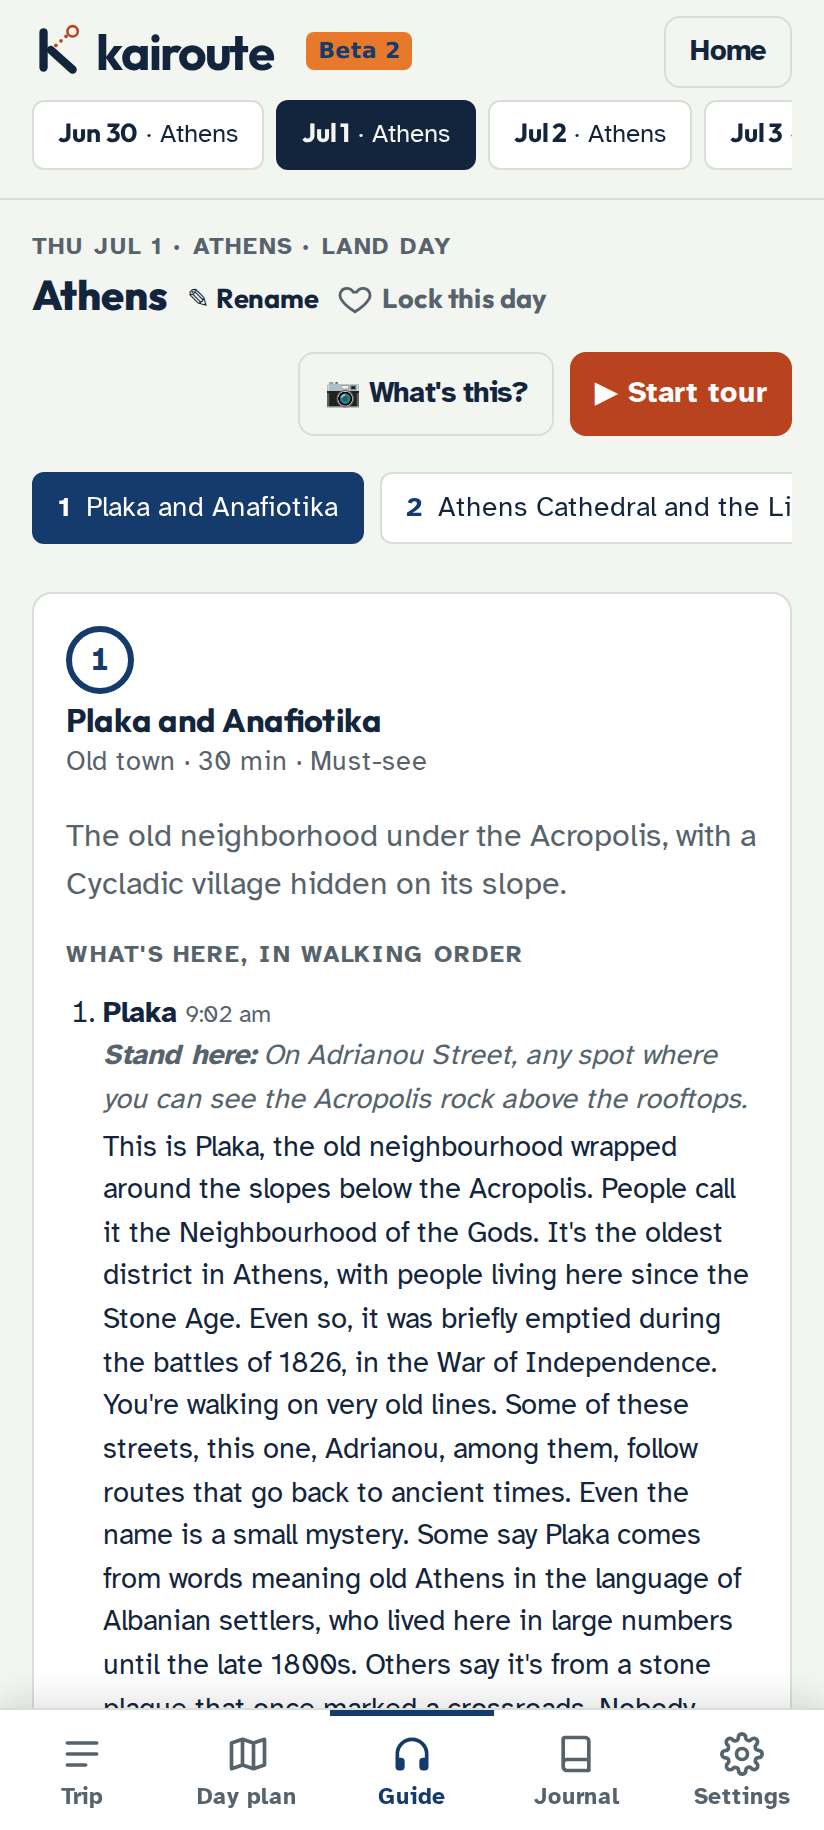 kairoute Beta 2 Home
Jun 30 · Athens Jul 1 · Athens Jul 2 · Athens Jul 3 ·
THU JUL 1 · ATHENS · LAND DAY
Athens ✎ Rename Lock this day
📷 What's this? ▶ Start tour
1 Plaka and Anafiotika 2 Athens Cathedral and the Li
1
Plaka and Anafiotika
Old town · 30 min · Must-see
The old neighborhood under the Acropolis, with a
Cycladic village hidden on its slope.
WHAT'S HERE, IN WALKING ORDER
1. Plaka 9:02 am
Stand here: On Adrianou Street, any spot where
you can see the Acropolis rock above the rooftops.
This is Plaka, the old neighbourhood wrapped
around the slopes below the Acropolis. People call
it the Neighbourhood of the Gods. It's the oldest
district in Athens, with people living here since the
Stone Age. Even so, it was briefly emptied during
the battles of 1826, in the War of Independence.
You're walking on very old lines. Some of these
streets, this one, Adrianou, among them, follow
routes that go back to ancient times. Even the
name is a small mystery. Some say Plaka comes
from words meaning old Athens in the language of
Albanian settlers, who lived here in large numbers
until the late 1800s. Others say it's from a stone
plaque that once marked a crossroads. Nobody
Trip Day plan Guide Journal Settings